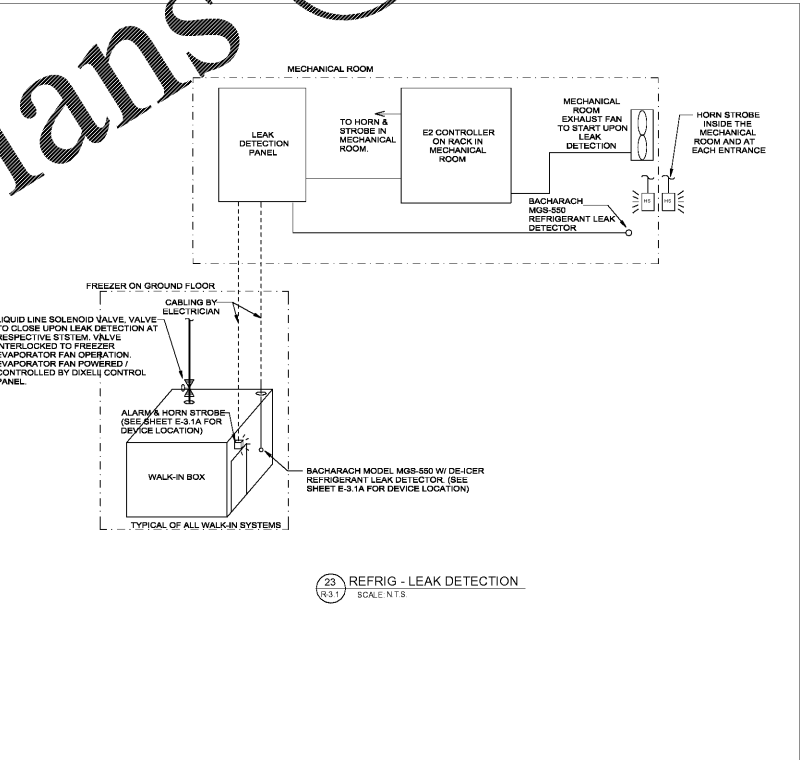 ians
MECHANICAL ROOM
LEAK
DETECTION
PANEL
TO HORN &
STROBE IN
MECHANICAL
ROOM.
E2 CONTROLLER
ON RACK IN
MECHANICAL
ROOM
MECHANICAL
ROOM
EXHAUST FAN
TO START UPON
LEAK
DETECTION
HORN STROBE
INSIDE THE
MECHANICAL
ROOM AND AT
EACH ENTRANCE
HS HS
BACHARACH
MGS-550
REFRIGERANT LEAK
DETECTOR
FREEZER ON GROUND FLOOR
CABLING BY
ELECTRICIAN
LIQUID LINE SOLENOID VALVE, VALVE
TO CLOSE UPON LEAK DETECTION AT
RESPECTIVE STSTEM. VALVE
INTERLOCKED TO FREEZER
EVAPORATOR FAN OPERATION.
EVAPORATOR FAN POWERED /
CONTROLLED BY DIXELL CONTROL
PANEL.
ALARM & HORN STROBE
(SEE SHEET E-3.1A FOR
DEVICE LOCATION)
WALK-IN BOX
BACHARACH MODEL MGS-550 W/ DE-ICER
REFRIGERANT LEAK DETECTOR. (SEE
SHEET E-3.1A FOR DEVICE LOCATION)
TYPICAL OF ALL WALK-IN SYSTEMS
23 REFRIG - LEAK DETECTION
R-3.1 SCALE: N.T.S.